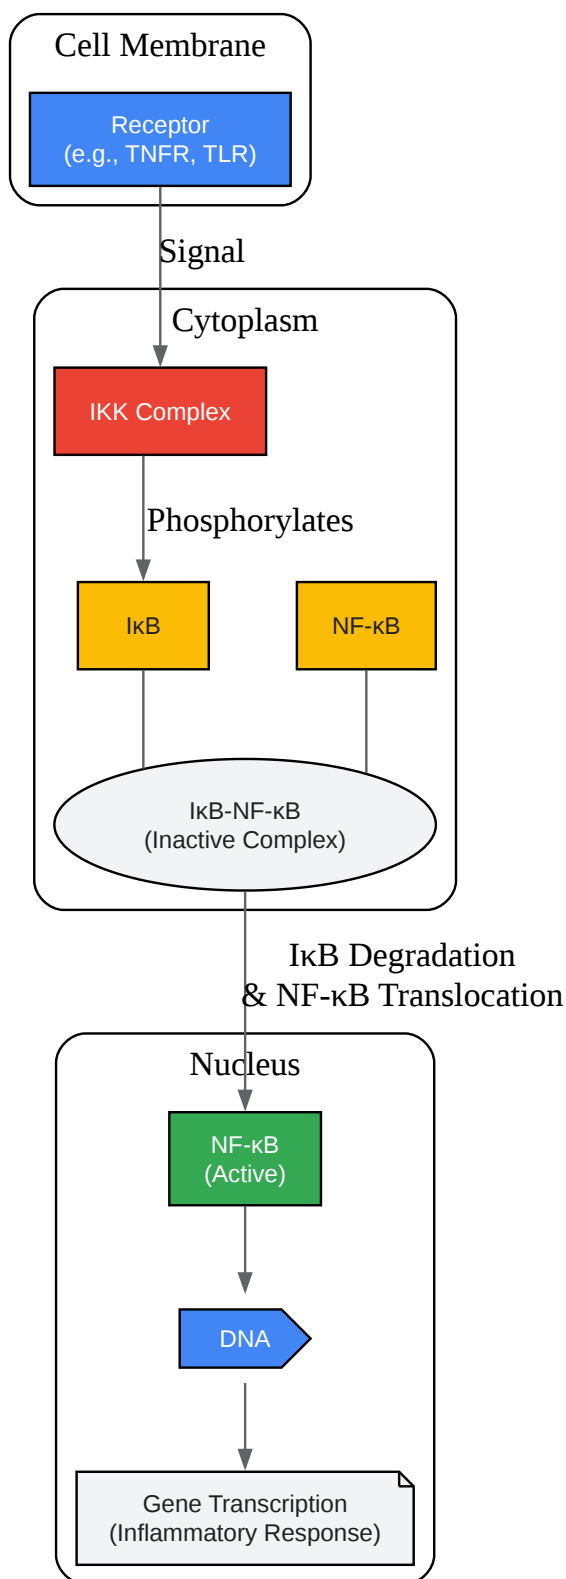 Cell Membrane
Receptor
(e.g., TNFR, TLR)
Signal
Cytoplasm
IKK Complex
Phosphorylates
IκB
NF-κB
IκB-NF-κB
(Inactive Complex)
IκB Degradation
& NF-κB Translocation
Nucleus
NF-κB
(Active)
DNA
Gene Transcription
(Inflammatory Response)